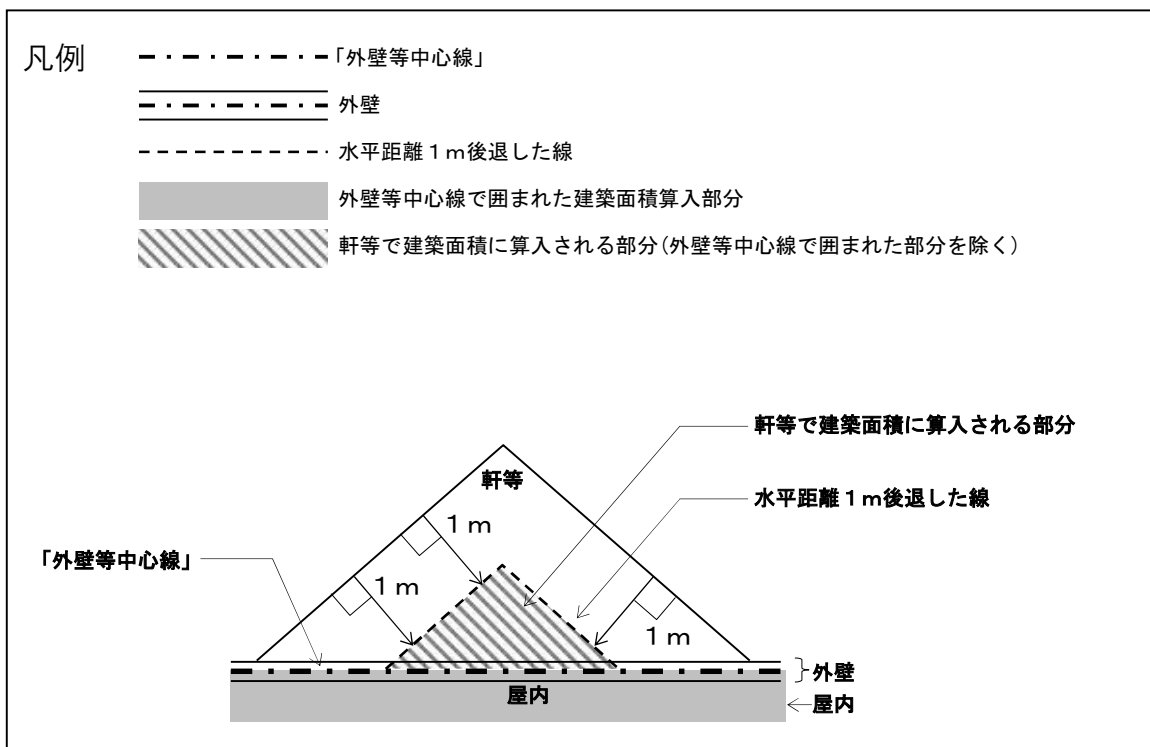 凡例
「外壁等中心線」
外壁
水平距離１ｍ後退した線
外壁等中心線で囲まれた建築面積算入部分
軒等で建築面積に算入される部分(外壁等中心線で囲まれた部分を除く)
軒等で建築面積に算入される部分
軒等
水平距離１ｍ後退した線
１ｍ
「外壁等中心線」
１ｍ
１ｍ
外壁
屋内
屋内